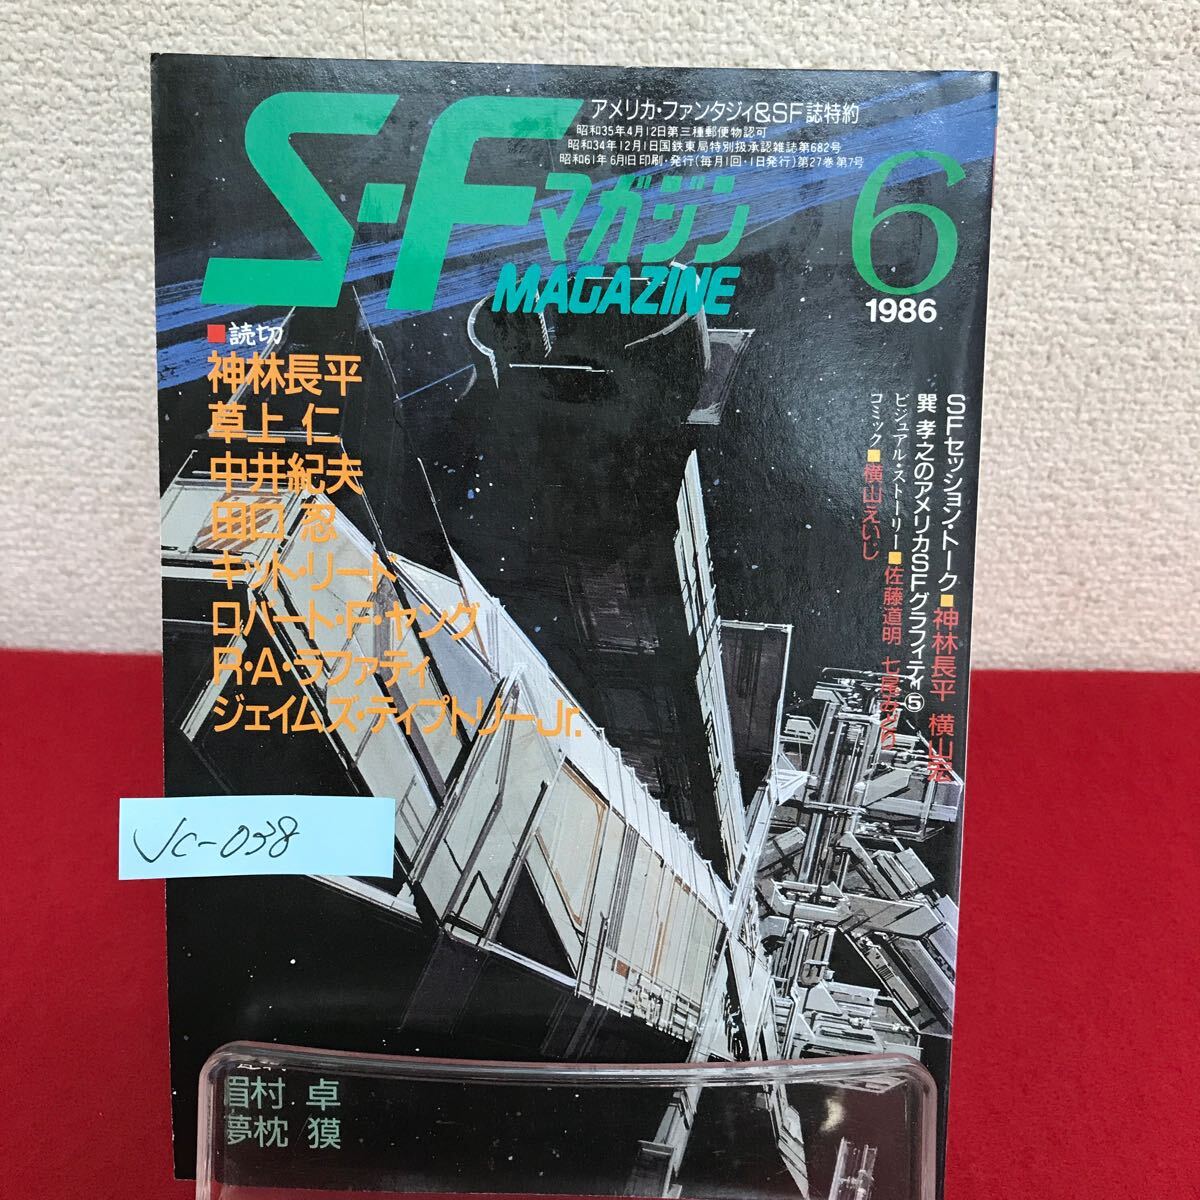 アメリカ・ファンタジィ&SF誌特約
昭和35年4月12日第三種郵便物認可
昭和34年12月1日国鉄東局特別扱承認雑誌第682号
昭和61年6月1日印刷・発行(毎月1回・1日発行)第27巻第7号
S-Fマガジン
MAGAZINE
6
1986
■読切
神林長平
草上 仁
中井紀夫
田口 忍
キット・リード
ロバート・F・ヤング
R・A・ラファティ
ジェイムズ・ティプトリーJr.
SFセッション・トーク■神林長平 横山宏
巽 孝之のアメリカSFグラフィティ⑤
ビジュアル・ストーリー■佐藤道明 七尾みどり
コミック■横山えいじ
Jc-038
眉村 卓
夢枕 獏